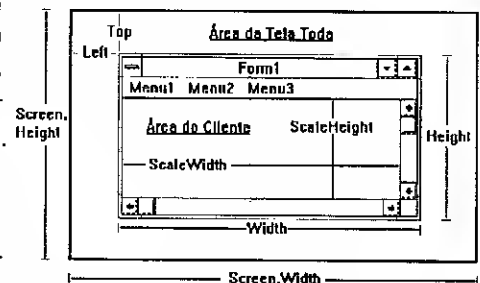 Top Área da Tela Toda
Left
Form1
Menu1 Menu2 Menu3
Screen.
Height
Área do Cliente ScaleHeight
Height
ScaleWidth
Width
Screen.Width